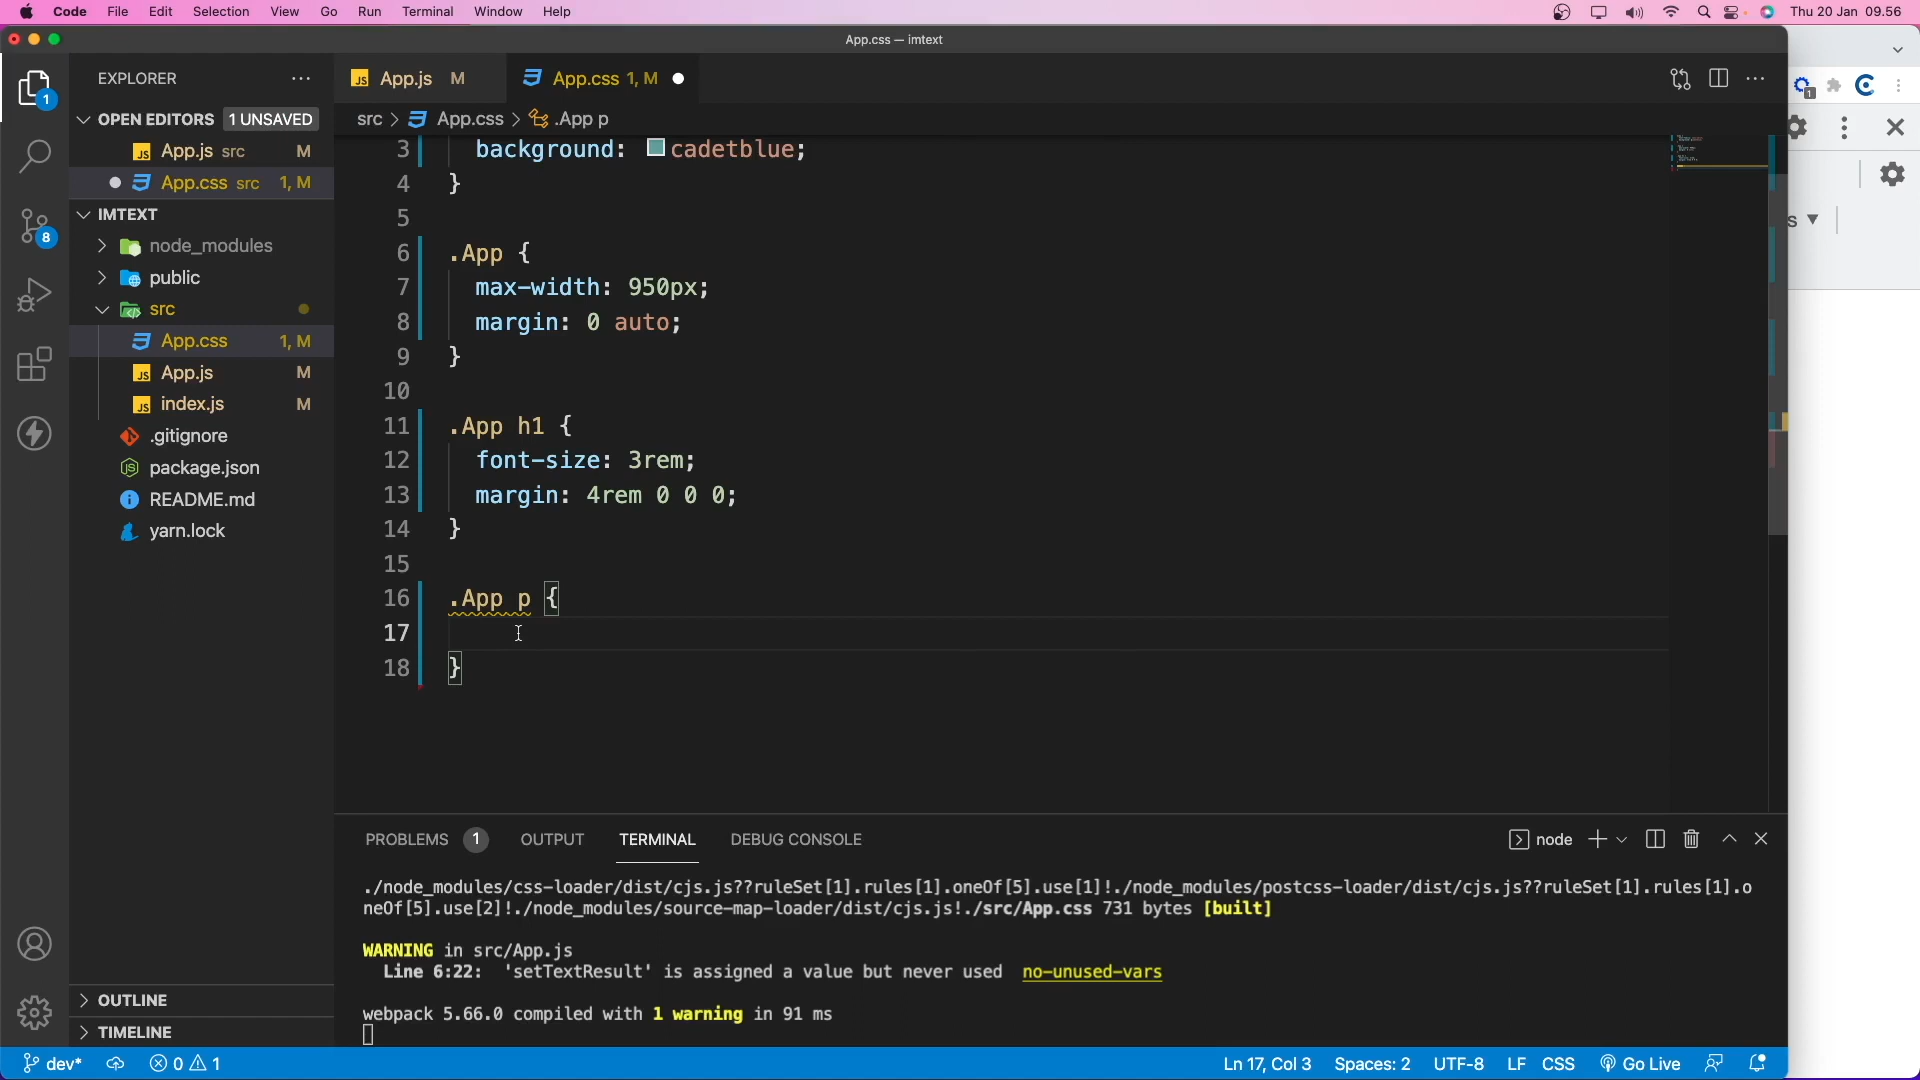 Code File Edit Selection View Go Run Terminal Window Help Thu 20 Jan 09.56
App.css — imtext
EXPLORER
App.js M
App.css 1, M
OPEN EDITORS 1 UNSAVED
App.js src M
App.css src 1, M
IMTEXT
node_modules
public
src
App.css 1, M
App.js M
index.js M
.gitignore
package.json
README.md
yarn.lock
OUTLINE
TIMELINE
1
8
src > App.css > .App p
3 background: cadetblue;
4 }
5
6 .App {
7 max-width: 950px;
8 margin: 0 auto;
9 }
10
11 .App h1 {
12 font-size: 3rem;
13 margin: 4rem 0 0 0;
14 }
15
16 .App p {
17
18 }
1
s
PROBLEMS 1 OUTPUT TERMINAL DEBUG CONSOLE node
./node_modules/css-loader/dist/cjs.js??ruleSet[1].rules[1].oneOf[5].use[1]!./node_modules/postcss-loader/dist/cjs.js??ruleSet[1].rules[1].o
neOf[5].use[2]!./node_modules/source-map-loader/dist/cjs.js!./src/App.css 731 bytes [built]
WARNING in src/App.js
Line 6:22: 'setTextResult' is assigned a value but never used no-unused-vars
webpack 5.66.0 compiled with 1 warning in 91 ms
dev* 0 1 Ln 17, Col 3 Spaces: 2 UTF-8 LF CSS Go Live